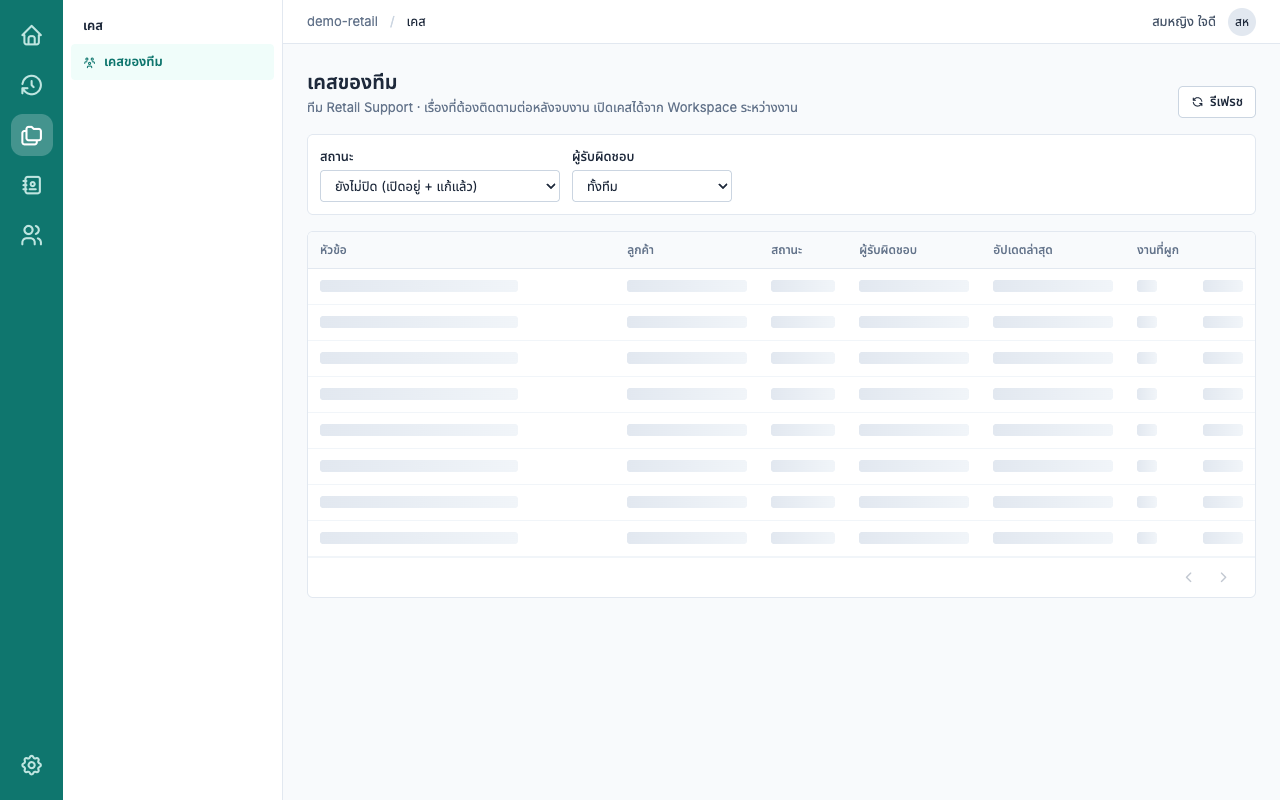 เคส
เคสของทีม
demo-retail / เคส
สมหญิง ใจดี สห
เคสของทีม
ทีม Retail Support · เรื่องที่ต้องติดตามต่อหลังจบงาน เปิดเคสได้จาก Workspace ระหว่างงาน
รีเฟรช
สถานะ ผู้รับผิดชอบ
ยังไม่ปิด (เปิดอยู่ + แก้แล้ว) ทั้งทีม
หัวข้อ ลูกค้า สถานะ ผู้รับผิดชอบ อัปเดตล่าสุด งานที่ผูก